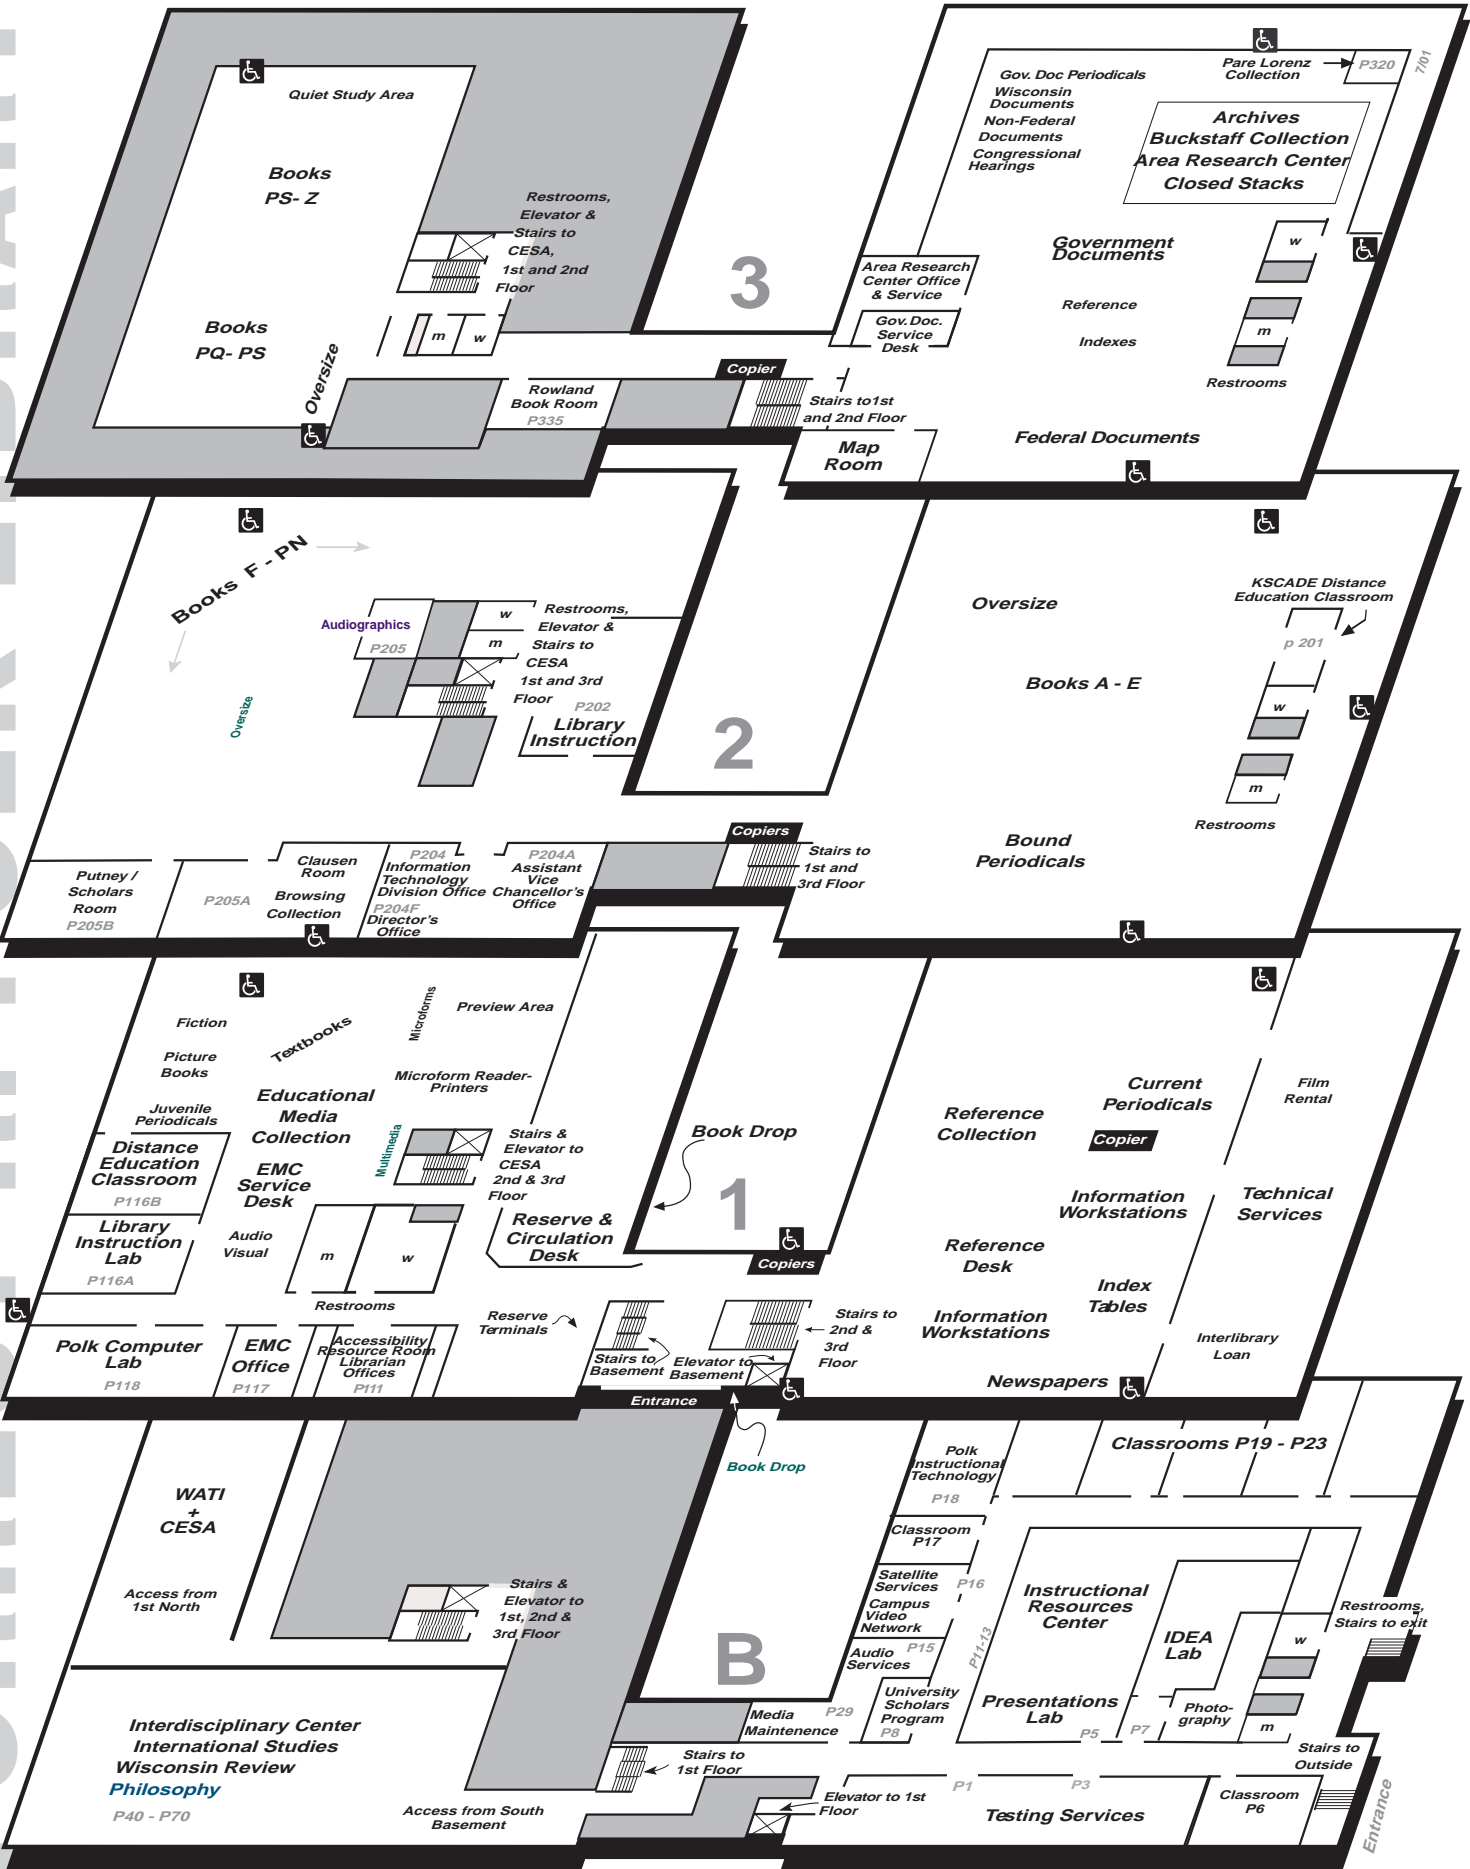 Quiet Study Area
Books
PS- Z
Restrooms,
Elevator &
Stairs to
CESA,
1st and 2nd
Floor
Books
PQ- PS
Oversize
m
w
Rowland
Book Room
P335
Copier
Stairs to1st
and 2nd Floor
3
Gov. Doc Periodicals
Wisconsin
Documents
Non-Federal
Documents
Congressional
Hearings
Pare Lorenz
Collection
P320
7/01
Archives
Buckstaff Collection
Area Research Center
Closed Stacks
Government
Documents
w
Area Research
Center Office
& Service
Gov. Doc.
Service
Desk
Reference
Indexes
m
Restrooms
Map
Room
Federal Documents
Books F - PN
Audiographics
P205
w
m
Restrooms,
Elevator &
Stairs to
CESA
1st and 3rd
Floor
P202
Library
Instruction
Oversize
2
Oversize
KSCADE Distance
Education Classroom
p 201
Books A - E
w
m
Restrooms
Bound
Periodicals
Copiers
Stairs to
1st and
3rd Floor
Putney /
Scholars
Room
P205B
P205A
Clausen
Room
Browsing
Collection
P204
Information
Technology
Division Office
P204F
Director's
Office
P204A
Assistant
Vice
Chancellor's
Office
Fiction
Textbooks
Microforms
Preview Area
Picture
Books
Microform Reader-
Printers
Juvenile
Periodicals
Educational
Media
Collection
Distance
Education
Classroom
P116B
EMC
Service
Desk
Multimedia
Stairs &
Elevator to
CESA
2nd & 3rd
Floor
Library
Instruction
Lab
P116A
Audio
Visual
m
w
Restrooms
Reserve &
Circulation
Desk
Book Drop
1
Copiers
Reserve
Terminals
Stairs to
Basement
Elevator to
Basement
Stairs to
2nd &
3rd
Floor
Polk Computer
Lab
P118
EMC
Office
P117
Accessibility
Resource Room
Librarian
Offices
P111
Entrance
Book Drop
Current
Periodicals
Copier
Film
Rental
Reference
Collection
Information
Workstations
Technical
Services
Reference
Desk
Index
Tables
Information
Workstations
Interlibrary
Loan
Newspapers
WATI
+
CESA
Access from
1st North
Stairs &
Elevator to
1st, 2nd &
3rd Floor
B
Interdisciplinary Center
International Studies
Wisconsin Review
Philosophy
P40 - P70
Access from South
Basement
Stairs to
1st Floor
Elevator to 1st
Floor
Media
Maintenence
P29
Polk
Instructional
Technology
P18
Classrooms P19 - P23
Classroom
P17
Satellite
Services
P16
Campus
Video
Network
Audio
Services
P15
University
Scholars
Program
P8
P11-13
Instructional
Resources
Center
IDEA
Lab
Restrooms,
Stairs to exit
w
Presentations
Lab
P5
P7
Photo-
graphy
m
Stairs to
Outside
P1
P3
Testing Services
Classroom
P6
Entrance